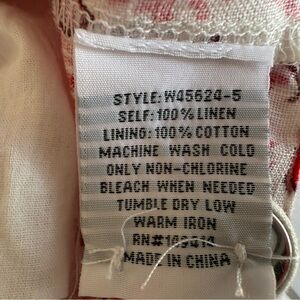 STYLE: W45624-5
SELF: 100% LINEN
LINING: 100% COTTON
MACHINE WASH COLD
ONLY NON-CHLORINE
BLEACH WHEN NEEDED
TUMBLE DRY LOW
WARM IRON
MADE IN CHINA